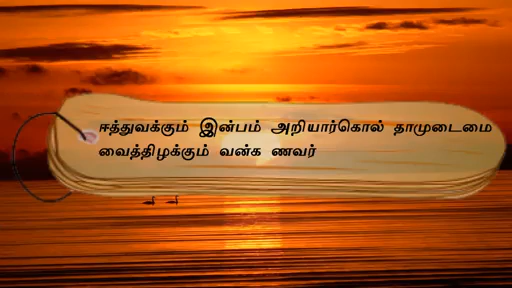 ஈத்துவக்கும் இன்பம் அறியார்கொல் தாமுடைமை
வைத்திழக்கும் வன்க ணவர்